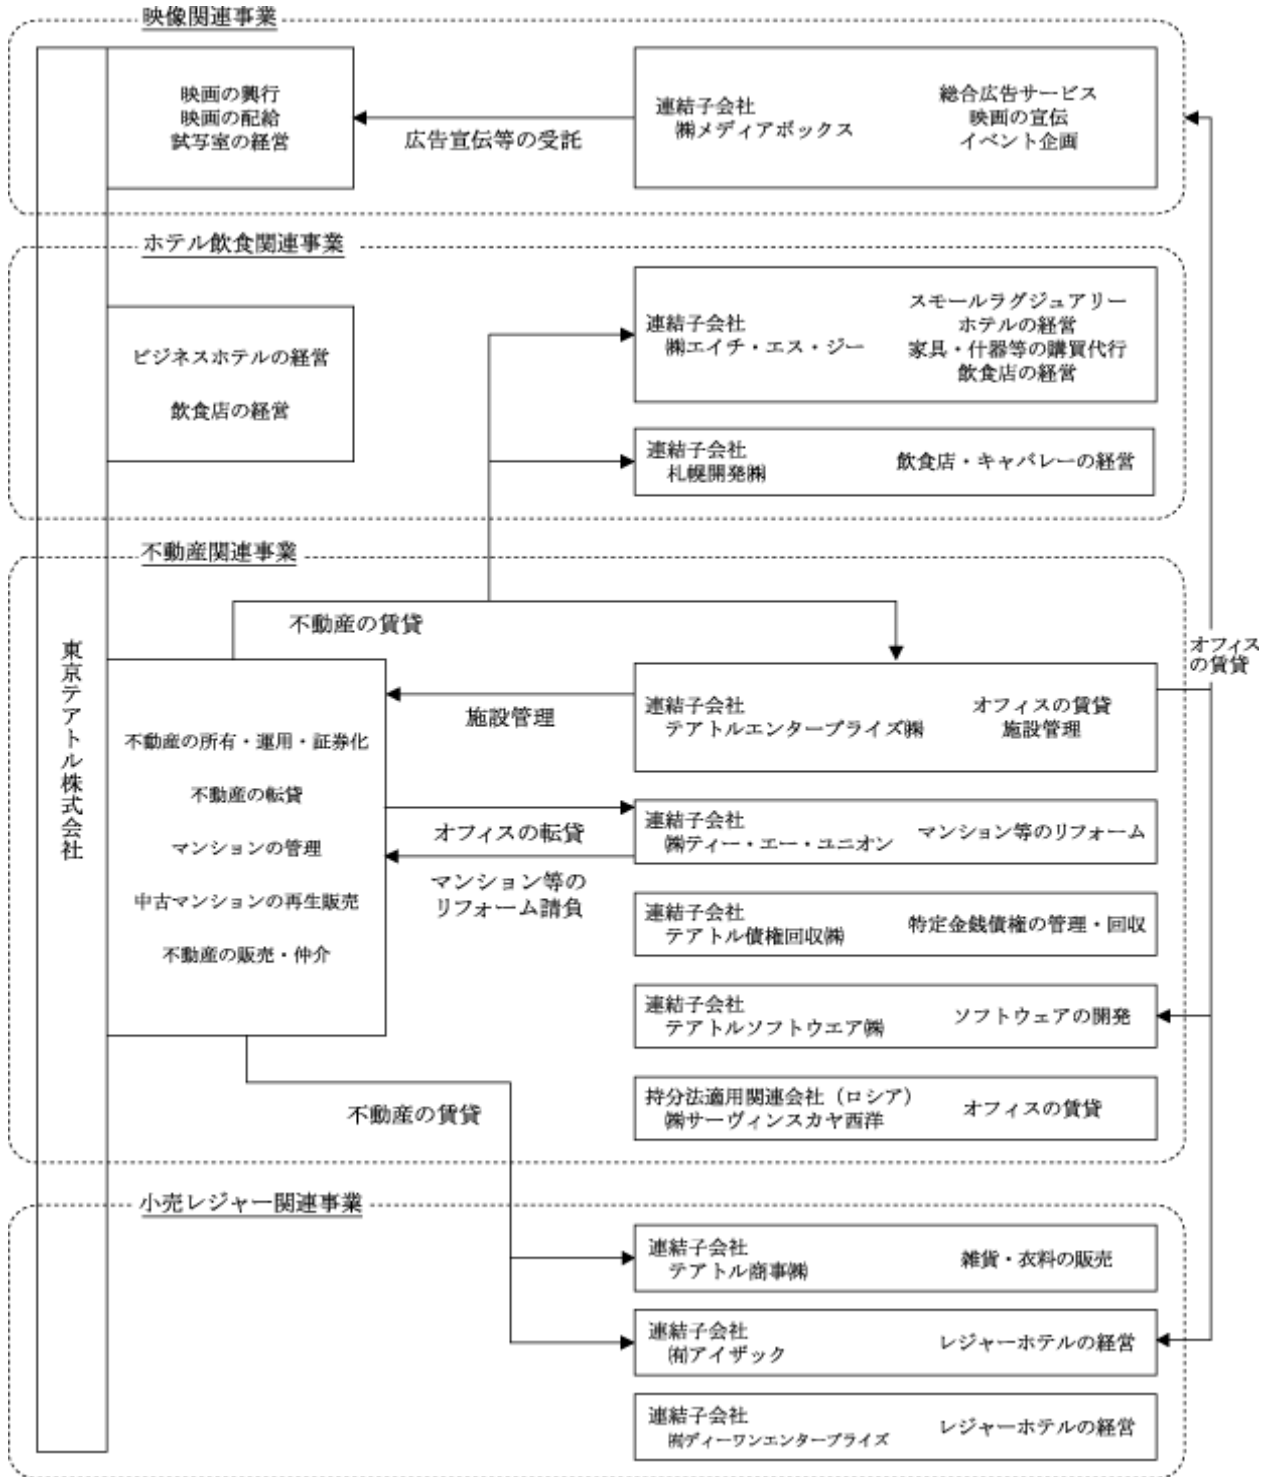 映像関連事業
映画の興行
映画の配給
試写室の経営
広告宣伝等の受託
連結子会社
㈱メディアボックス
総合広告サービス
映画の宣伝
イベント企画
ホテル飲食関連事業
ビジネスホテルの経営
飲食店の経営
連結子会社
㈱エイチ・エス・ジー
スモールラグジュアリー
ホテルの経営
家具・什器等の購買代行
飲食店の経営
連結子会社
札幌開発㈱
飲食店・キャバレーの経営
不動産関連事業
不動産の賃貸
オフィス
の賃貸
東京テアトル株式会社
不動産の所有・運用・証券化
不動産の転貸
マンションの管理
中古マンションの再生販売
不動産の販売・仲介
施設管理
連結子会社
テアトルエンタープライズ㈱
オフィスの賃貸
施設管理
オフィスの転貸
マンション等の
リフォーム請負
連結子会社
㈱ティー・エー・ユニオン
マンション等のリフォーム
連結子会社
テアトル債権回収㈱
特定金銭債権の管理・回収
連結子会社
テアトルソフトウエア㈱
ソフトウェアの開発
持分法適用関連会社（ロシア）
㈱サーヴィンスカヤ西洋
オフィスの賃貸
不動産の賃貸
小売レジャー関連事業
連結子会社
テアトル商事㈱
雑貨・衣料の販売
連結子会社
㈲アイザック
レジャーホテルの経営
連結子会社
㈲ディーワンエンタープライズ
レジャーホテルの経営